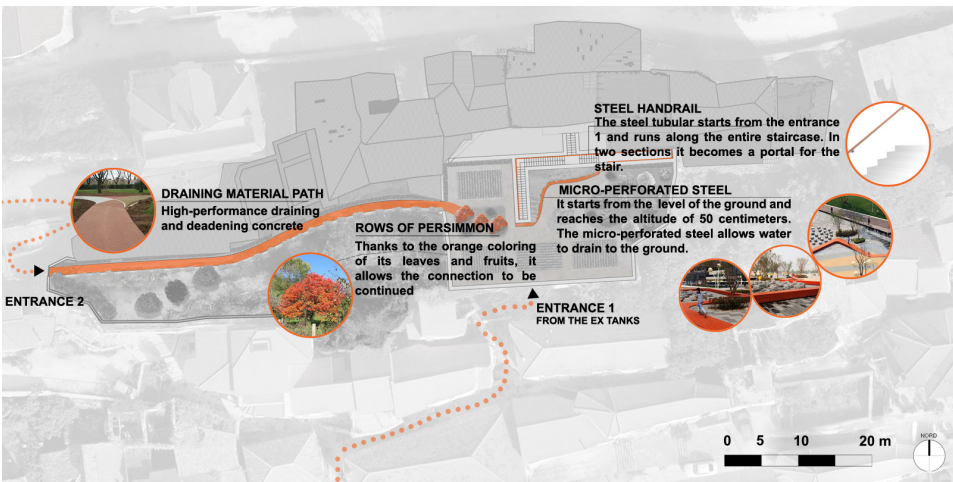 STEEL HANDRAIL
The steel tubular starts from the entrance
1 and runs along the entire staircase. In
two sections it becomes a portal for the
stair.
DRAINING MATERIAL PATH
High-performance draining
and deadening concrete
MICRO-PERFORATED STEEL
It starts from the level of the ground and
reaches the altitude of 50 centimeters.
The micro-perforated steel allows water
to drain to the ground.
ROWS OF PERSIMMON
Thanks to the orange coloring
of its leaves and fruits, it
allows the connection to be
continued
ENTRANCE 2
ENTRANCE 1
FROM THE EX TANKS
0 5 10 20 m
NORD